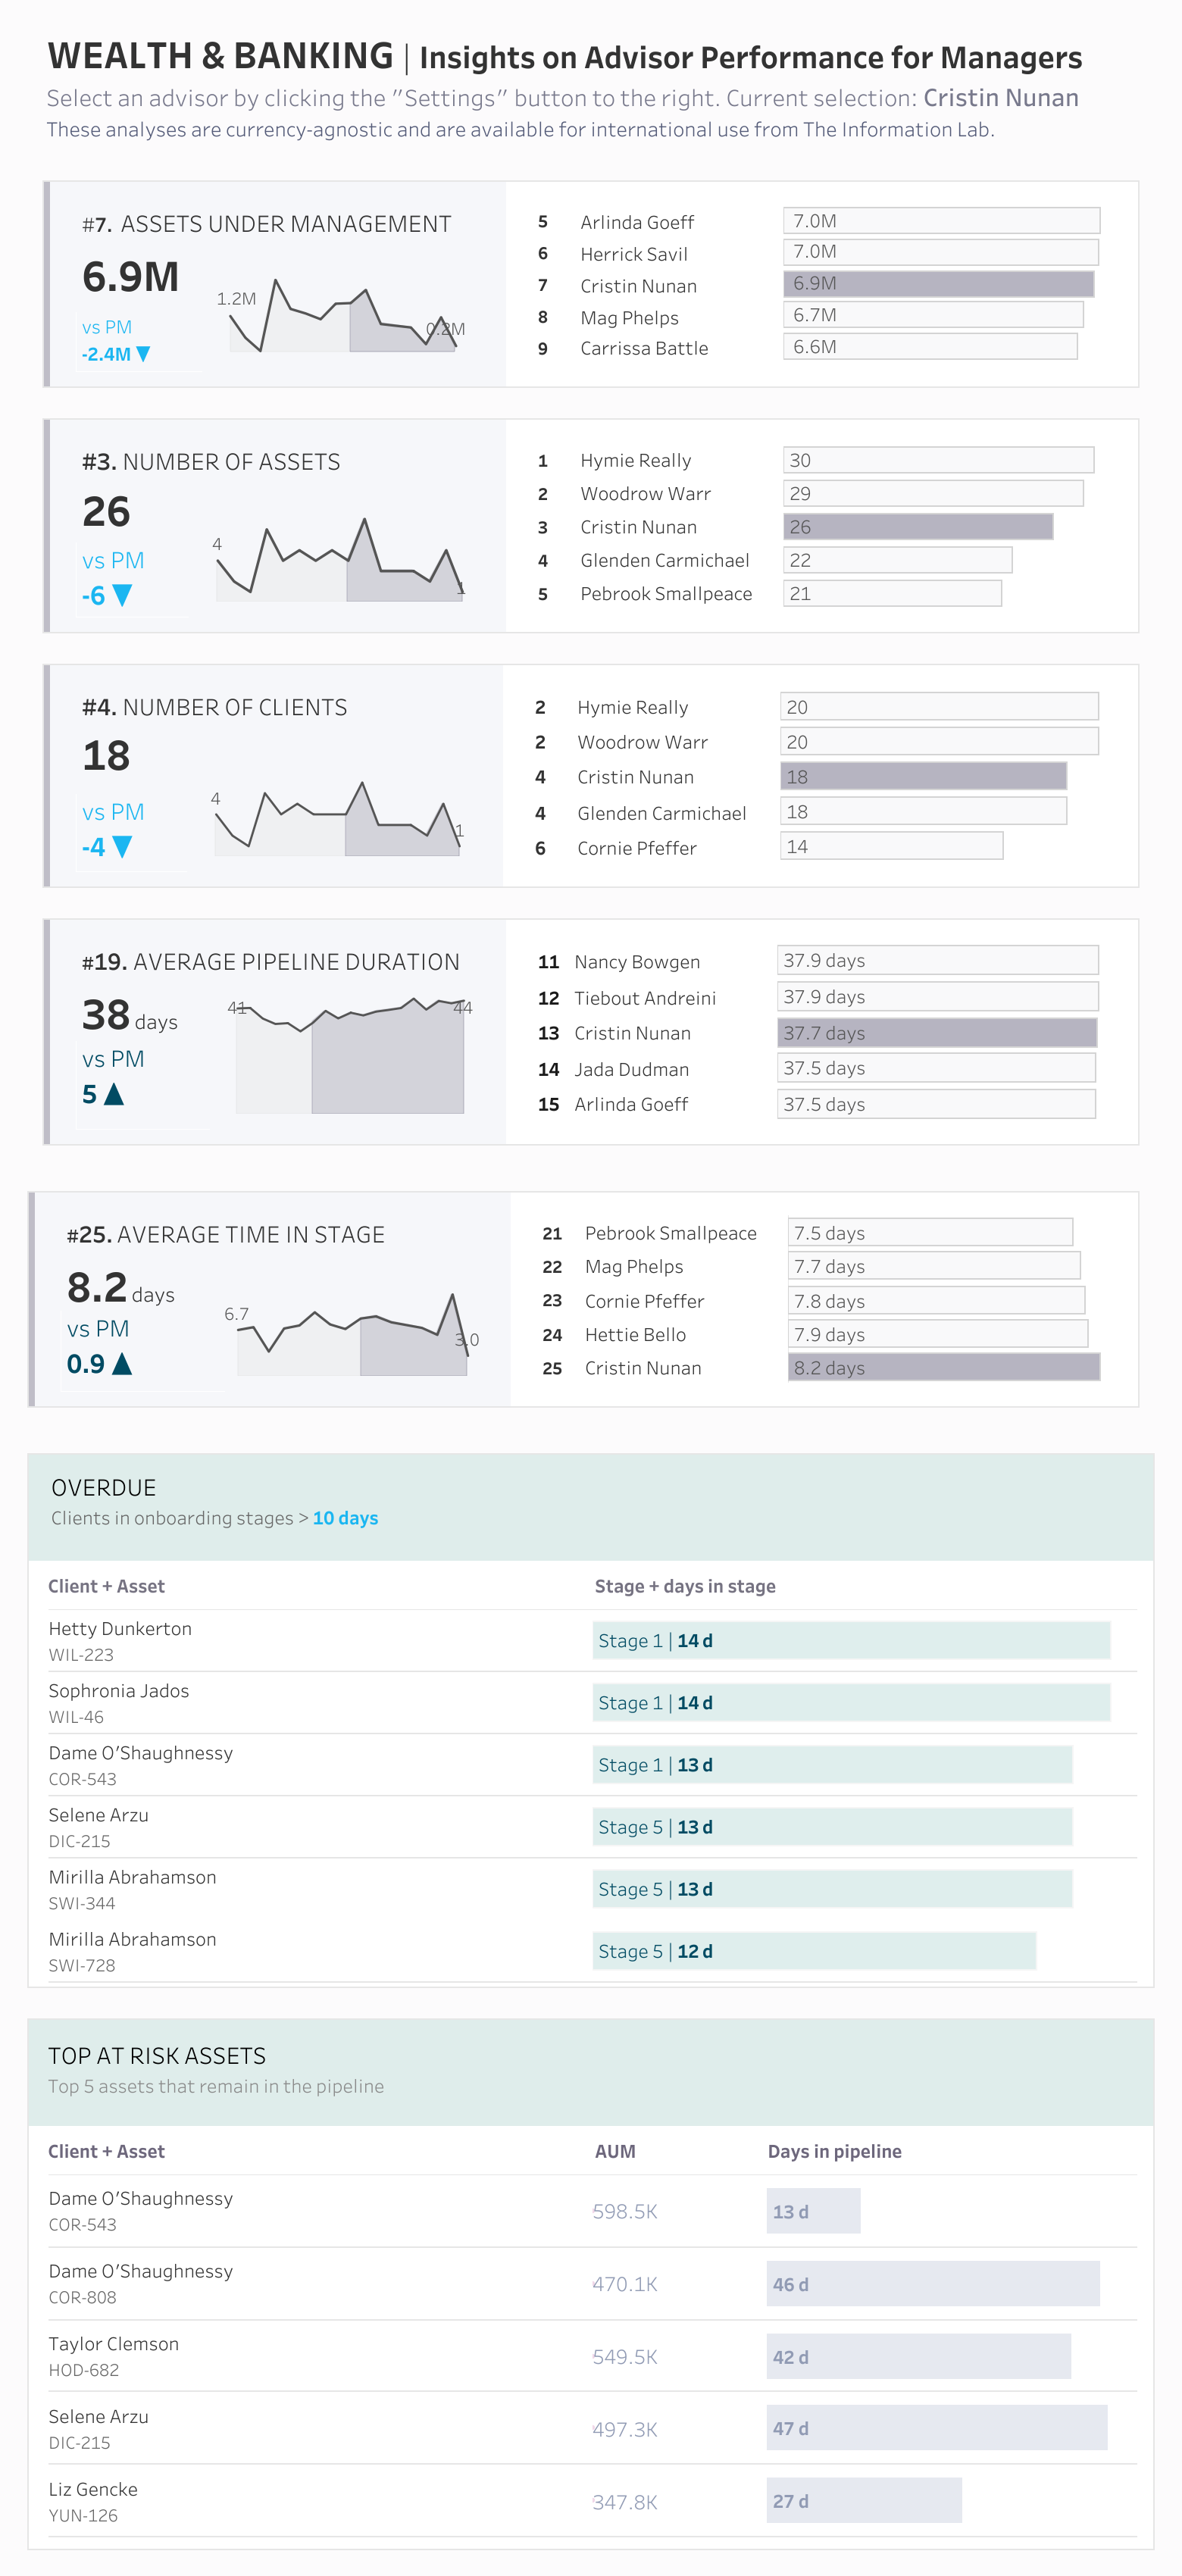 WEALTH & BANKING | Insights on Advisor Performance for Managers
Select an advisor by clicking the "Settings" button to the right. Current selection: Cristin Nunan
These analyses are currency-agnostic and are available for international use from The Information Lab.
#7. ASSETS UNDER MANAGEMENT
6.9M
vs PM
-2.4M ▼
1.2M
0.2M
5 Arlinda Goeff 7.0M
6 Herrick Savil 7.0M
7 Cristin Nunan 6.9M
8 Mag Phelps 6.7M
9 Carrissa Battle 6.6M
#3. NUMBER OF ASSETS
26
vs PM
-6 ▼
4
1
1 Hymie Really 30
2 Woodrow Warr 29
3 Cristin Nunan 26
4 Glenden Carmichael 22
5 Pebrook Smallpeace 21
#4. NUMBER OF CLIENTS
18
vs PM
-4 ▼
4
1
2 Hymie Really 20
2 Woodrow Warr 20
4 Cristin Nunan 18
4 Glenden Carmichael 18
6 Cornie Pfeffer 14
#19. AVERAGE PIPELINE DURATION
38 days
vs PM
5 ▲
41
44
11 Nancy Bowgen 37.9 days
12 Tiebout Andreini 37.9 days
13 Cristin Nunan 37.7 days
14 Jada Dudman 37.5 days
15 Arlinda Goeff 37.5 days
#25. AVERAGE TIME IN STAGE
8.2 days
vs PM
0.9 ▲
6.7
3.0
21 Pebrook Smallpeace 7.5 days
22 Mag Phelps 7.7 days
23 Cornie Pfeffer 7.8 days
24 Hettie Bello 7.9 days
25 Cristin Nunan 8.2 days
OVERDUE
Clients in onboarding stages > 10 days
Client + Asset Stage + days in stage
Hetty Dunkerton
WIL-223
Stage 1 | 14 d
Sophronia Jados
WIL-46
Stage 1 | 14 d
Dame O'Shaughnessy
COR-543
Stage 1 | 13 d
Selene Arzu
DIC-215
Stage 5 | 13 d
Mirilla Abrahamson
SWI-344
Stage 5 | 13 d
Mirilla Abrahamson
SWI-728
Stage 5 | 12 d
TOP AT RISK ASSETS
Top 5 assets that remain in the pipeline
Client + Asset AUM Days in pipeline
Dame O'Shaughnessy
COR-543
598.5K 13 d
Dame O'Shaughnessy
COR-808
470.1K 46 d
Taylor Clemson
HOD-682
549.5K 42 d
Selene Arzu
DIC-215
497.3K 47 d
Liz Gencke
YUN-126
347.8K 27 d